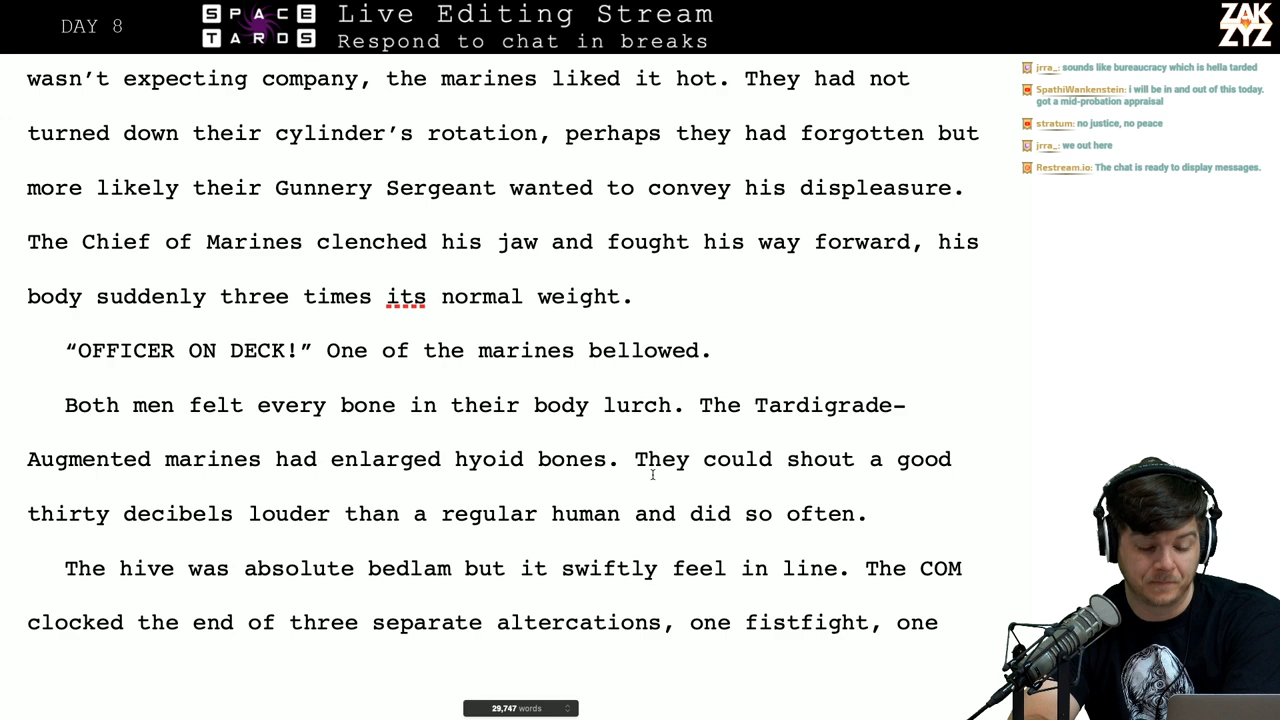 DAY 8
SPACE
TARDS
Live Editing Stream
Respond to chat in breaks
ZAK
ZYZ
wasn’t expecting company, the marines liked it hot. They had not
turned down their cylinder’s rotation, perhaps they had forgotten but
more likely their Gunnery Sergeant wanted to convey his displeasure.
The Chief of Marines clenched his jaw and fought his way forward, his
body suddenly three times its normal weight.
“OFFICER ON DECK!” One of the marines bellowed.
Both men felt every bone in their body lurch. The Tardigrade-
Augmented marines had enlarged hyoid bones. They could shout a good
thirty decibels louder than a regular human and did so often.
The hive was absolute bedlam but it swiftly feel in line. The COM
clocked the end of three separate altercations, one fistfight, one
29,747 words
jrra_: sounds like bureaucracy which is hella tarded
SpathiWankenstein: i will be in and out of this today.
got a mid-probation appraisal
stratum: no justice, no peace
jrra_: we out here
Restream.io: The chat is ready to display messages.